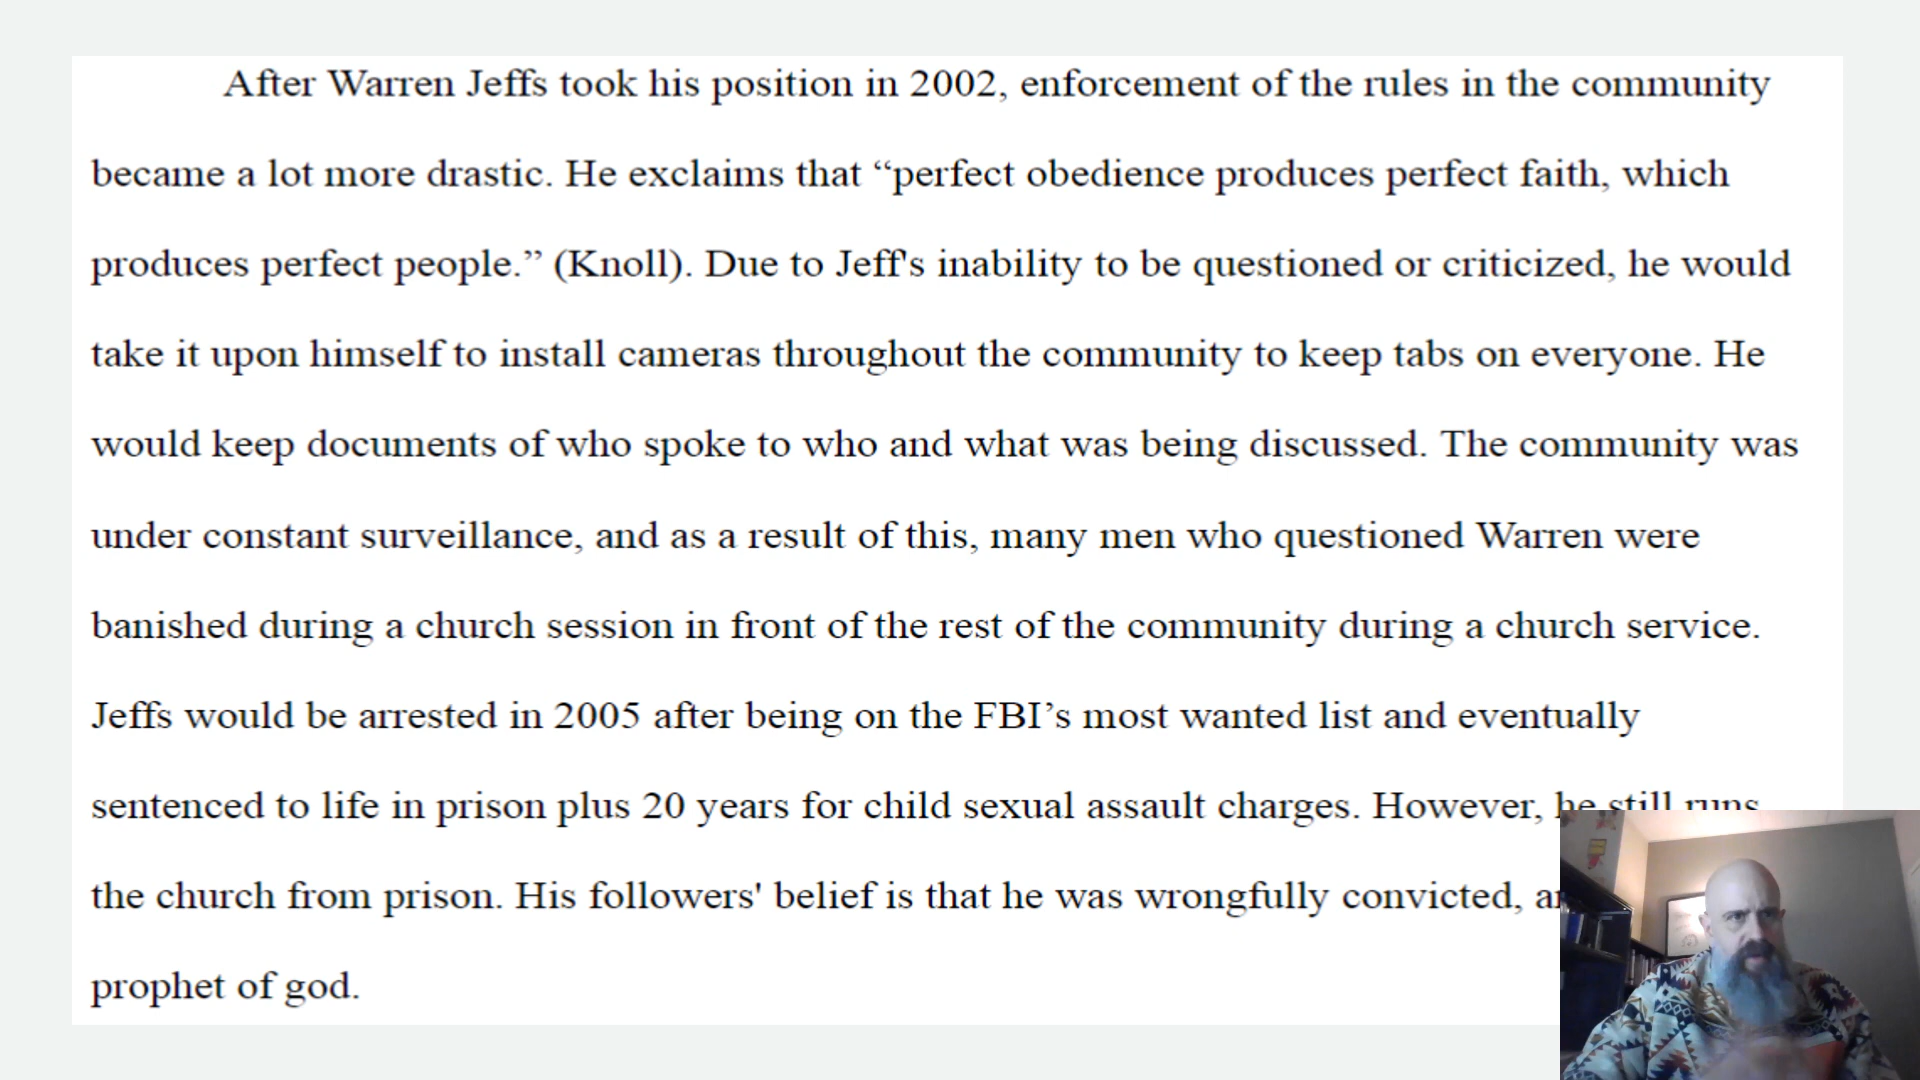 After Warren Jeffs took his position in 2002, enforcement of the rules in the community
became a lot more drastic. He exclaims that “perfect obedience produces perfect faith, which
produces perfect people.” (Knoll). Due to Jeff's inability to be questioned or criticized, he would
take it upon himself to install cameras throughout the community to keep tabs on everyone. He
would keep documents of who spoke to who and what was being discussed. The community was
under constant surveillance, and as a result of this, many men who questioned Warren were
banished during a church session in front of the rest of the community during a church service.
Jeffs would be arrested in 2005 after being on the FBI’s most wanted list and eventually
sentenced to life in prison plus 20 years for child sexual assault charges. However, he still runs
the church from prison. His followers' belief is that he was wrongfully convicted,
prophet of god.